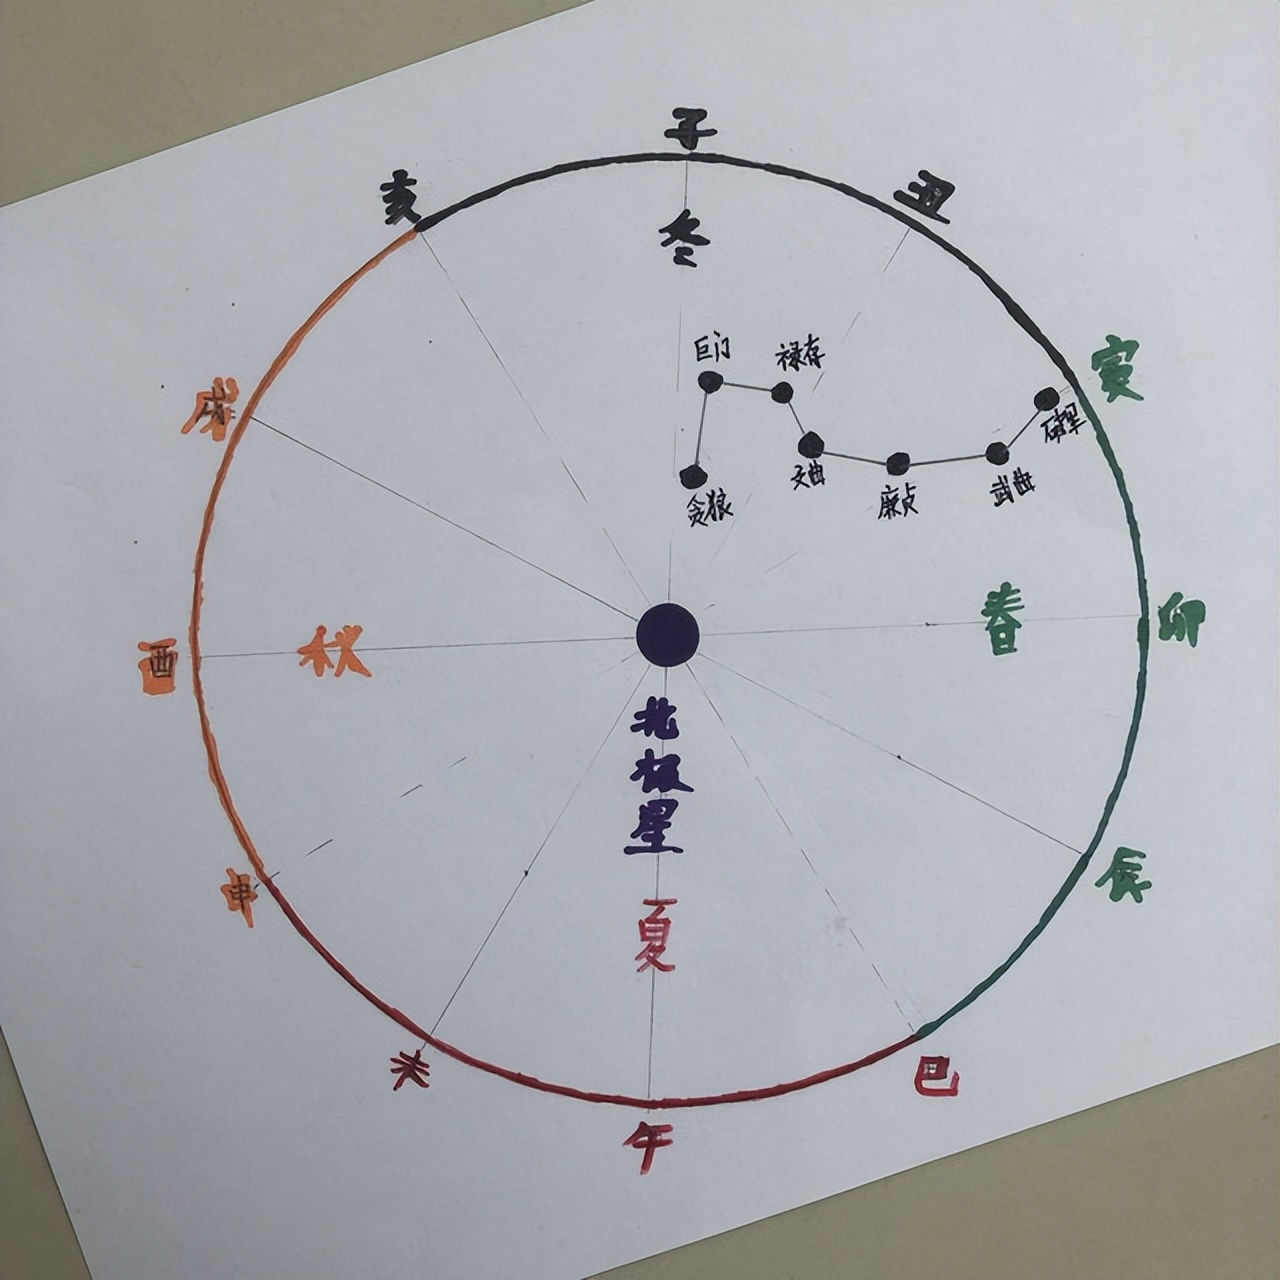 子
亥
丑
冬
寅
戌
巨门
禄存
破军
文曲
武曲
廉贞
贪狼
春
卯
秋
酉
北极星
辰
申
夏
未
巳
午